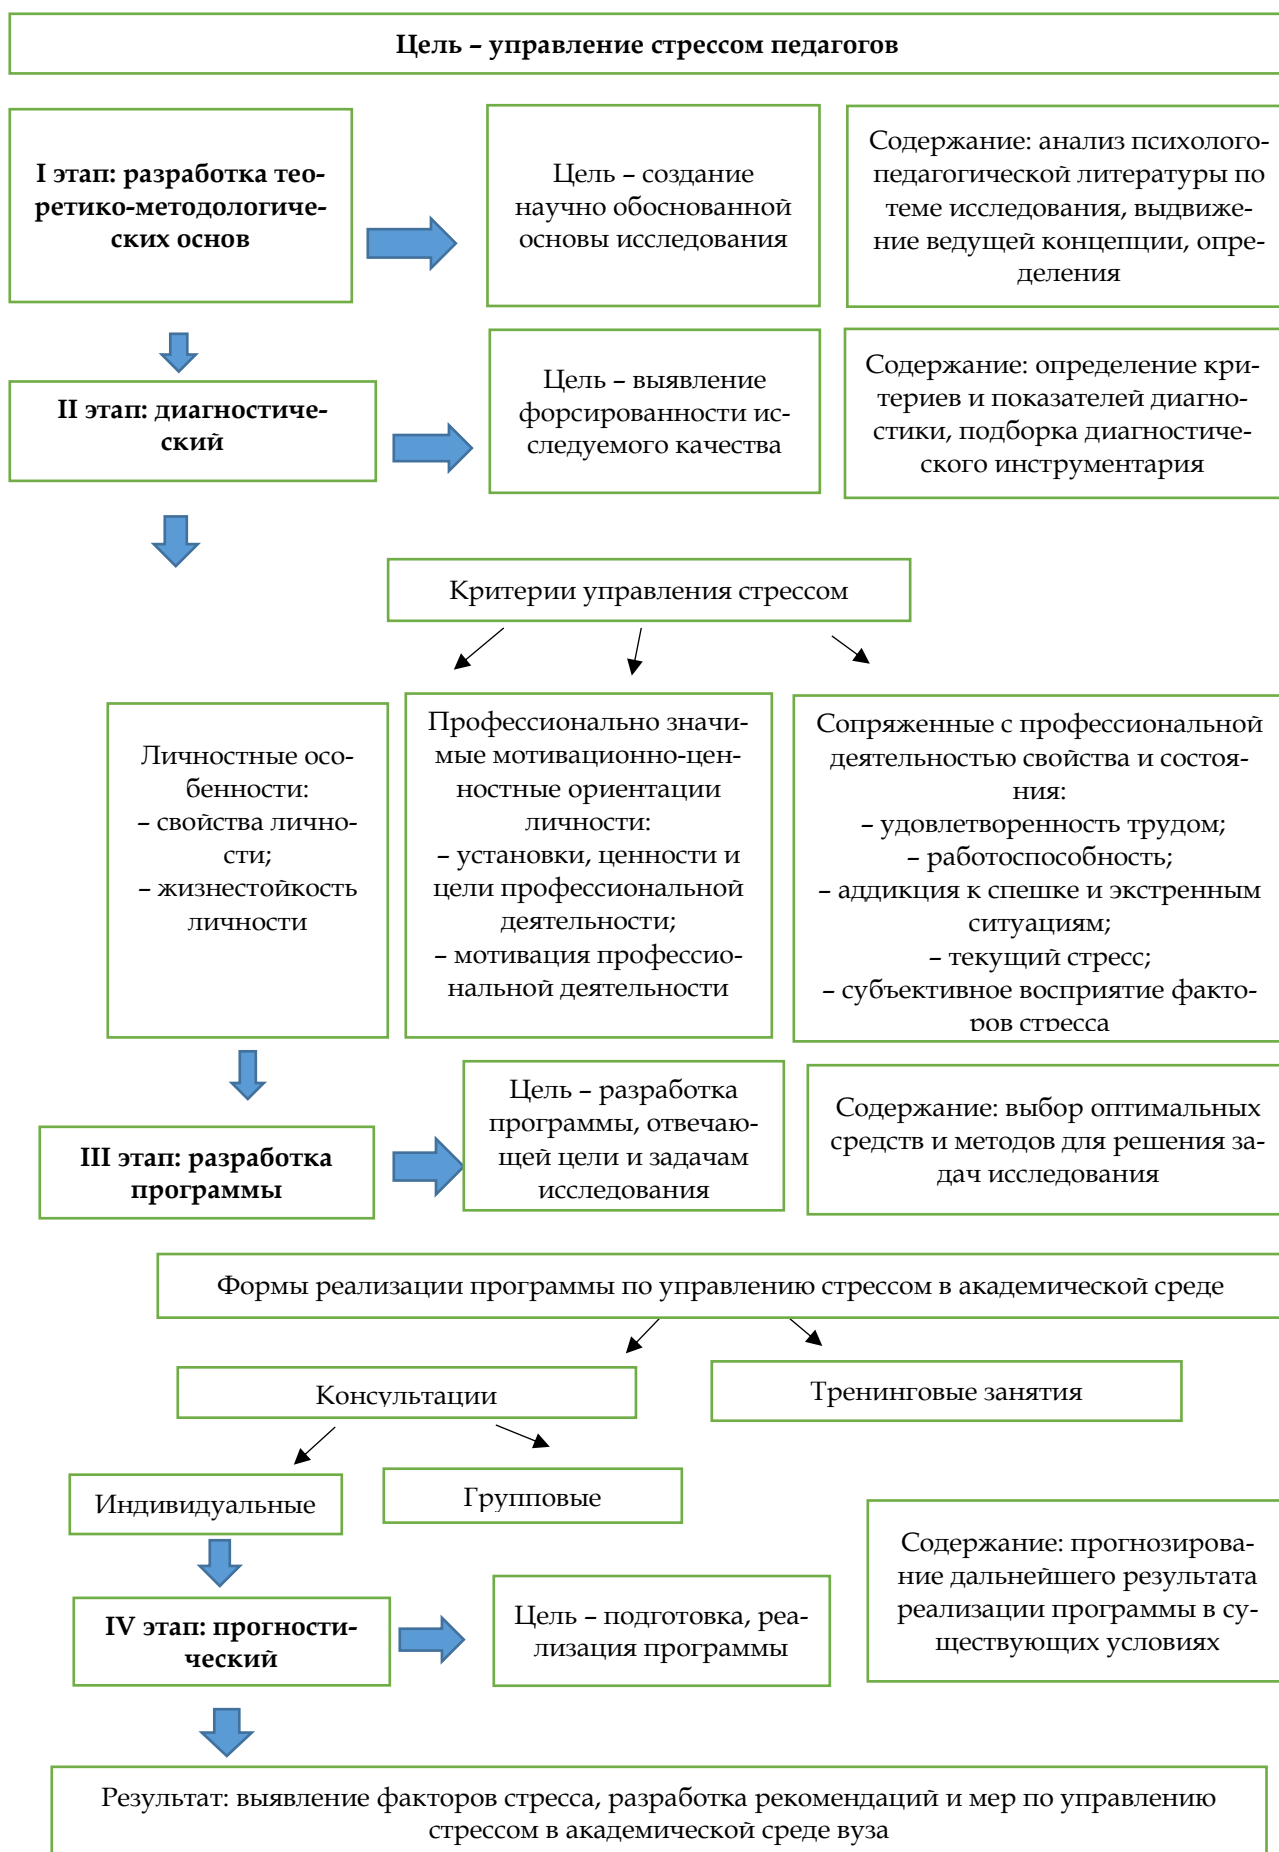 Цель – управление стрессом педагогов
I этап: разработка тео-
ретико-методологиче-
ских основ
Цель – создание
научно обоснованной
основы исследования
Содержание: анализ психолого-
педагогической литературы по
теме исследования, выдвиже-
ние ведущей концепции, опре-
деления
II этап: диагностиче-
ский
Цель – выявление
форсированности ис-
следуемого качества
Содержание: определение кри-
териев и показателей диагно-
стики, подборка диагностиче-
ского инструментария
Критерии управления стрессом
Личностные осо-
бенности:
– свойства лично-
сти;
– жизнестойкость
личности
Профессионально значи-
мые мотивационно-цен-
ностные ориентации
личности:
– установки, ценности и
цели профессиональной
деятельности;
– мотивация профессио-
нальной деятельности
Сопряженные с профессиональной
деятельностью свойства и состоя-
ния:
– удовлетворенность трудом;
– работоспособность;
– аддикция к спешке и экстренным
ситуациям;
– текущий стресс;
– субъективное восприятие факто-
ров стресса
III этап: разработка
программы
Цель – разработка
программы, отвечаю-
щей цели и задачам
исследования
Содержание: выбор оптимальных
средств и методов для решения за-
дач исследования
Формы реализации программы по управлению стрессом в академической среде
Консультации
Тренинговые занятия
Индивидуальные
Групповые
IV этап: прогности-
ческий
Цель – подготовка, реа-
лизация программы
Содержание: прогнозирова-
ние дальнейшего результата
реализации программы в су-
ществующих условиях
Результат: выявление факторов стресса, разработка рекомендаций и мер по управлению
стрессом в академической среде вуза